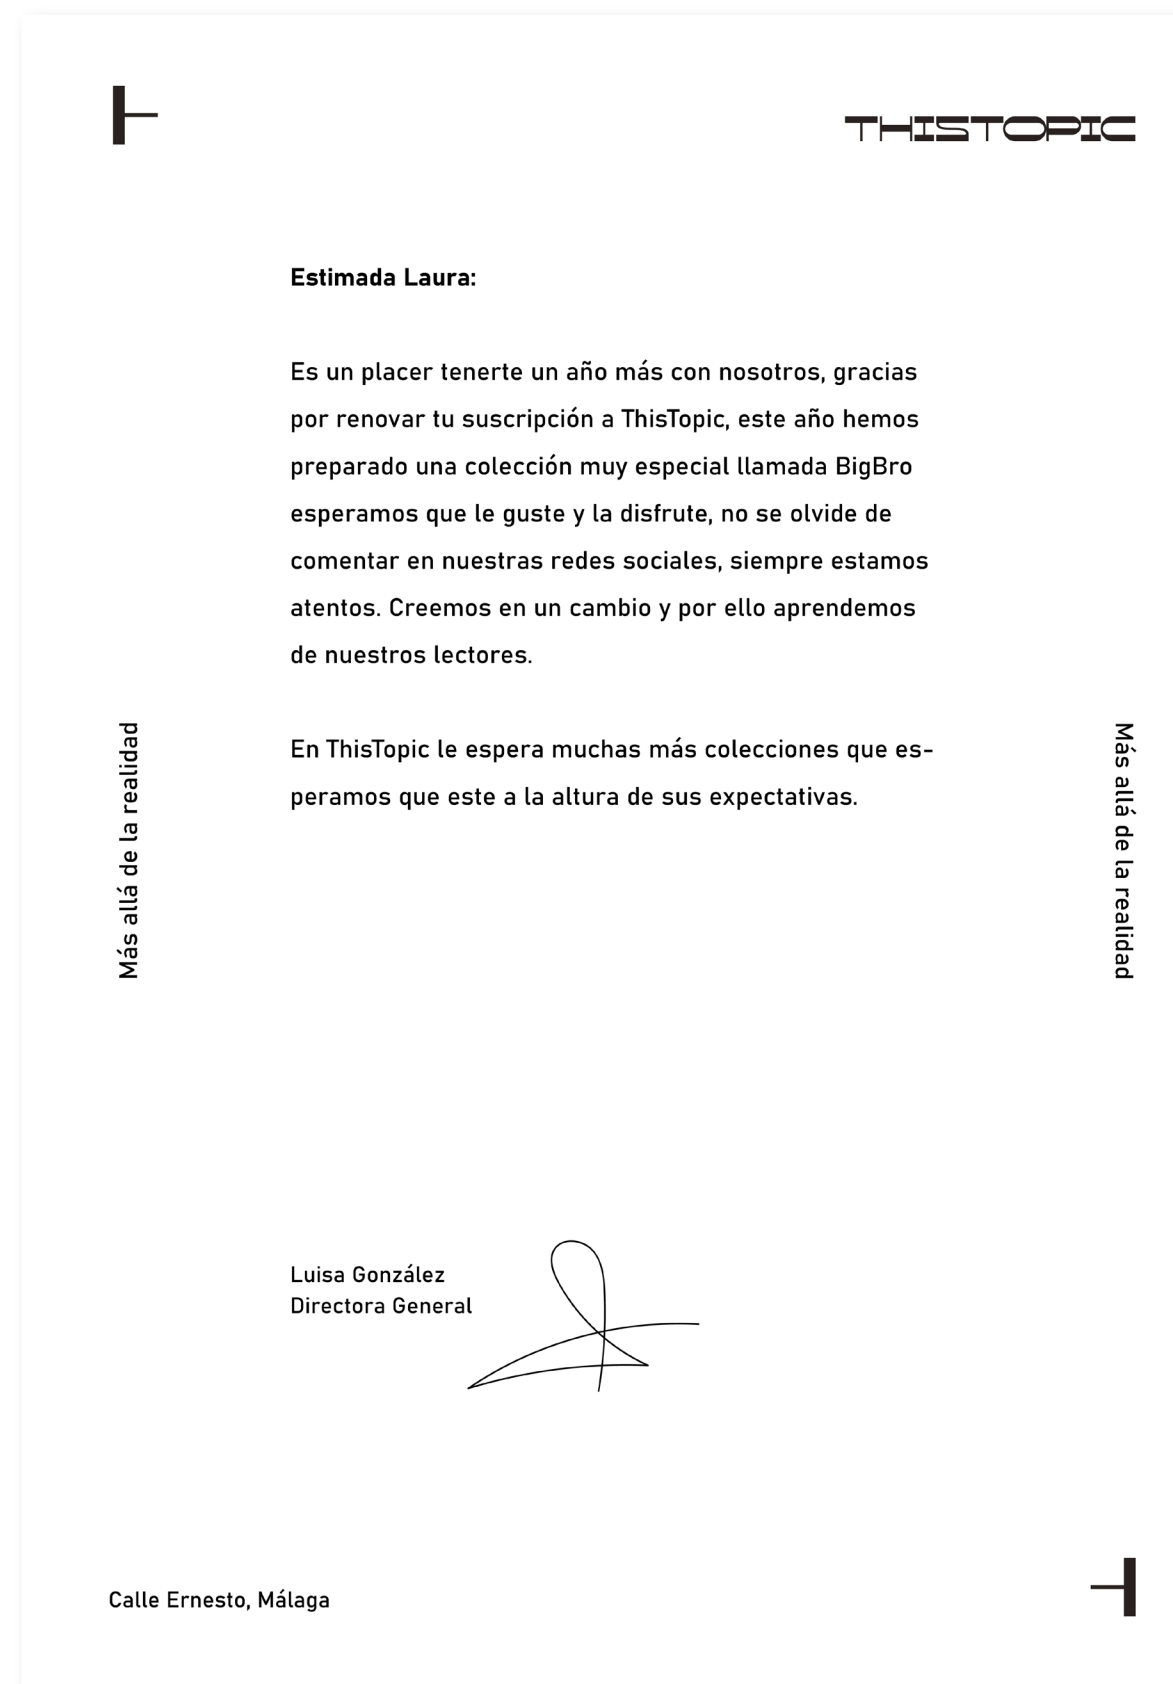 THISTOPIC
Estimada Laura:
Es un placer tenerte un año más con nosotros, gracias
por renovar tu suscripción a ThisTopic, este año hemos
preparado una colección muy especial llamada BigBro
esperamos que le guste y la disfrute, no se olvide de
comentar en nuestras redes sociales, siempre estamos
atentos. Creemos en un cambio y por ello aprendemos
de nuestros lectores.
En ThisTopic le espera muchas más colecciones que es-
peramos que este a la altura de sus expectativas.
Más allá de la realidad
Más allá de la realidad
Luisa González
Directora General
Calle Ernesto, Málaga